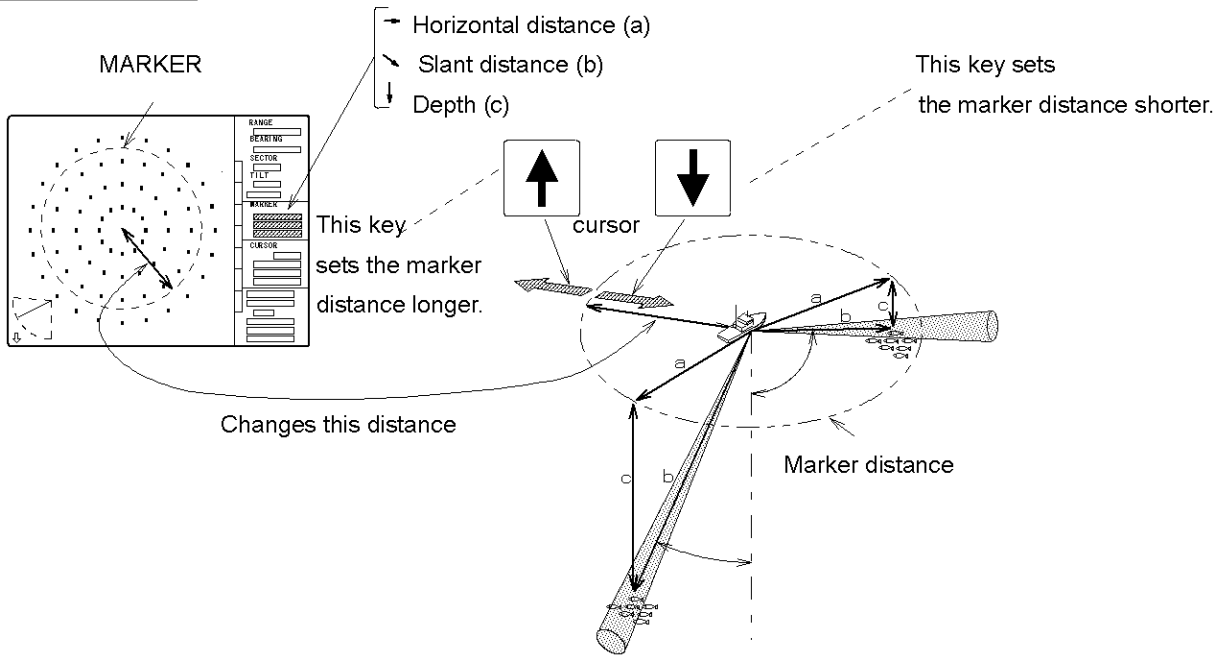 Horizontal distance (a)
MARKER
Slant distance (b)
Depth (c)
This key sets
the marker distance shorter.
RANGE
BEARING
SECTOR
TILT
MARKER
CURSOR
This key
sets the marker
distance longer.
cursor
a
c
b
a
Changes this distance
Marker distance
c
b